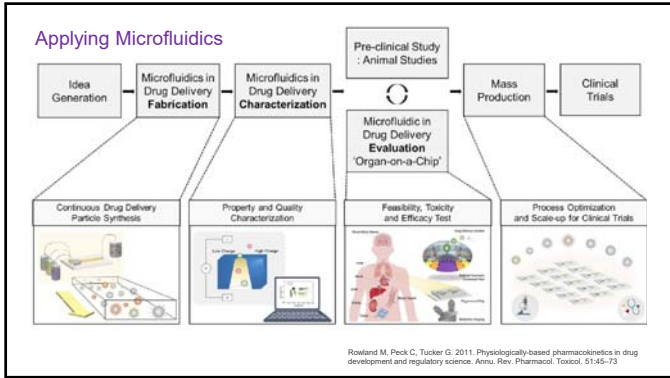 Applying Microfluidics
Idea
Generation
Microfluidics in
Drug Delivery
Fabrication
Microfluidics in
Drug Delivery
Characterization
Pre-clinical Study
: Animal Studies
Microfluidic in
Drug Delivery
Evaluation
'Organ-on-a-Chip'
Mass
Production
Clinical
Trials
Continuous Drug Delivery
Particle Synthesis
Property and Quality
Characterization
Low Charge
High Charge
Feasibility, Toxicity
and Efficacy Test
Process Optimization
and Scale-up for Clinical Trials
Rowland M, Peck C, Tucker G. 2011. Physiologically-based pharmacokinetics in drug
development and regulatory science. Annu. Rev. Pharmacol. Toxicol. 51:45–73